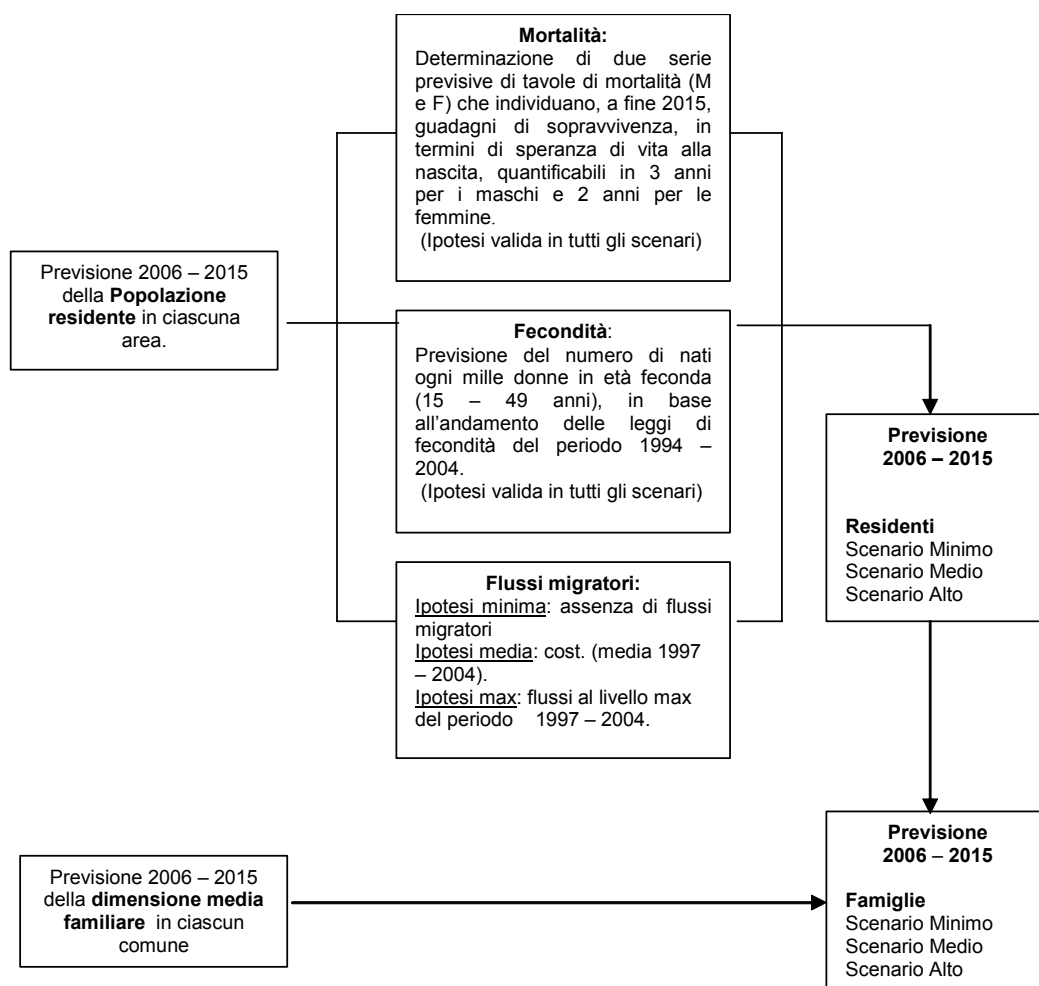 Mortalità:
Determinazione di due serie
previsive di tavole di mortalità (M
e F) che individuano, a fine 2015,
guadagni di sopravvivenza, in
termini di speranza di vita alla
nascita, quantificabili in 3 anni
per i maschi e 2 anni per le
femmine.
(Ipotesi valida in tutti gli scenari)
Previsione 2006 – 2015
della Popolazione
residente in ciascuna
area.
Fecondità:
Previsione del numero di nati
ogni mille donne in età feconda
(15 – 49 anni), in base
all'andamento delle leggi di
fecondità del periodo 1994 –
2004.
(Ipotesi valida in tutti gli scenari)
Previsione
2006 – 2015
Residenti
Scenario Minimo
Scenario Medio
Scenario Alto
Flussi migratori:
Ipotesi minima: assenza di flussi
migratori
Ipotesi media: cost. (media 1997
– 2004).
Ipotesi max: flussi al livello max
del periodo 1997 – 2004.
Previsione 2006 – 2015
della dimensione media
familiare in ciascun
comune
Previsione
2006 – 2015
Famiglie
Scenario Minimo
Scenario Medio
Scenario Alto